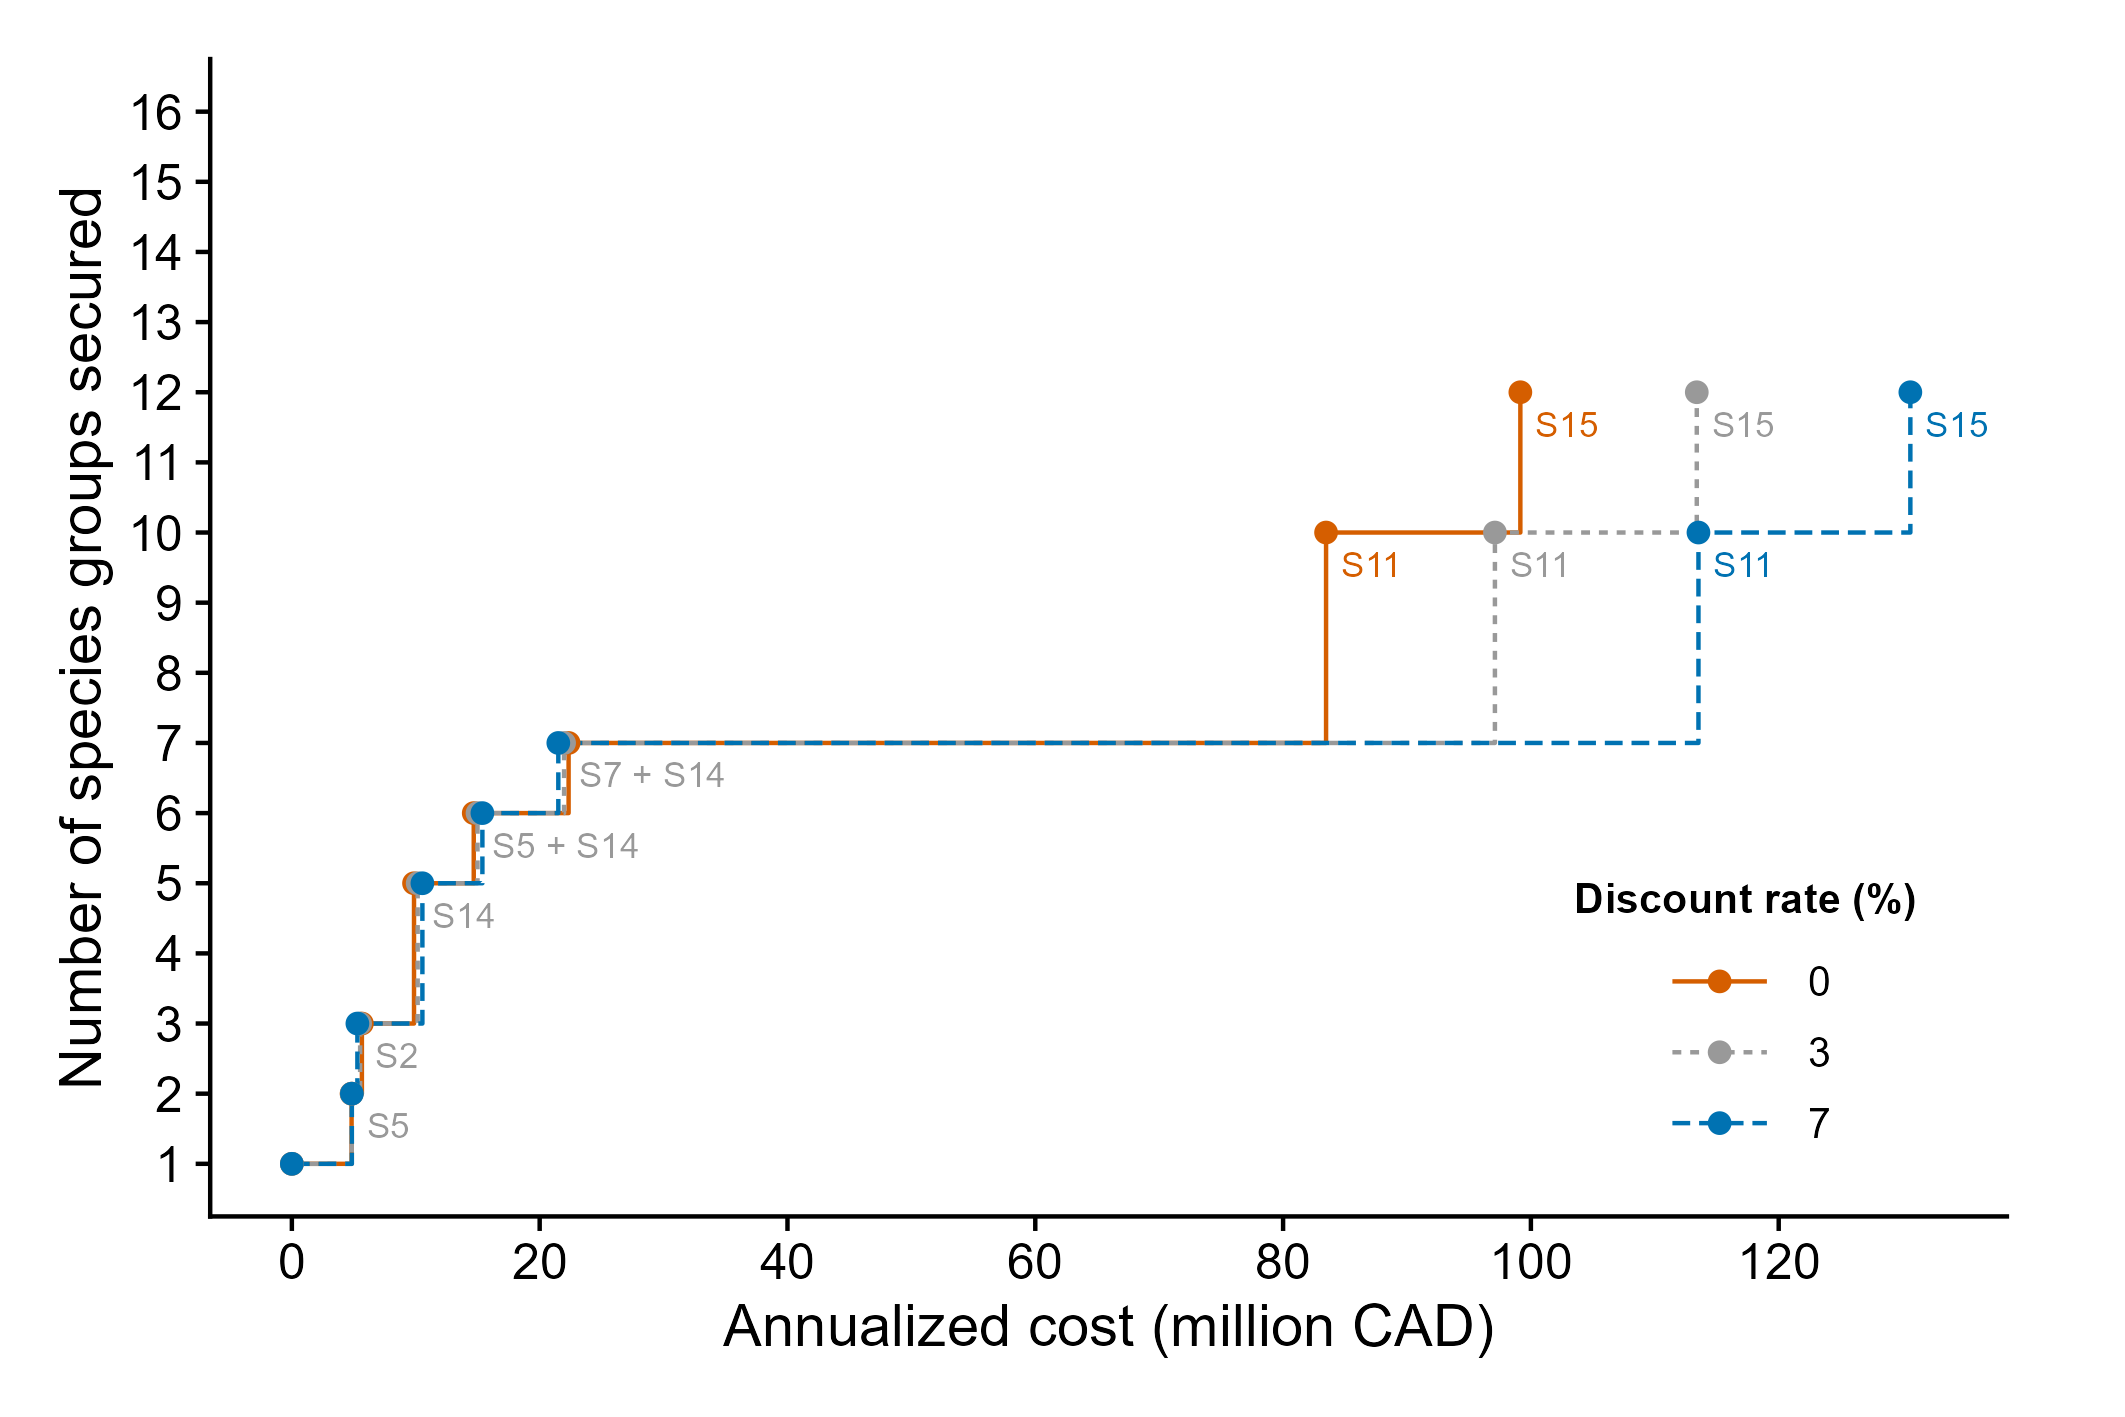 Number of species groups secured
16
15
14
13
12
11
10
9
8
7
6
5
4
3
2
1
S15
S15
S15
S11
S11
S11
S7 + S14
S5 + S14
S14
S2
S5
Discount rate (%)
0
3
7
0
20
40
60
80
100
120
Annualized cost (million CAD)